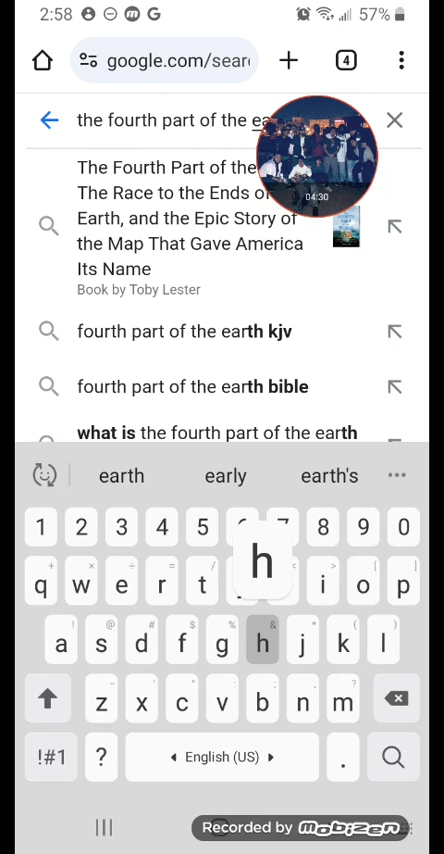 2:58 57%
google.com/sear
4
the fourth part of the ea
04:30
The Fourth Part of the
The Race to the Ends of
Earth, and the Epic Story of
the Map That Gave America
Its Name
Book by Toby Lester
fourth part of the earth kjv
fourth part of the earth bible
what is the fourth part of the earth
earth early earth's
1 2 3 4 5 6 7 8 9 0
q w e r t i o p
h
a s d f g h j k l
z x c v b n m
!#1 ? English (US) .
Recorded by mobizen